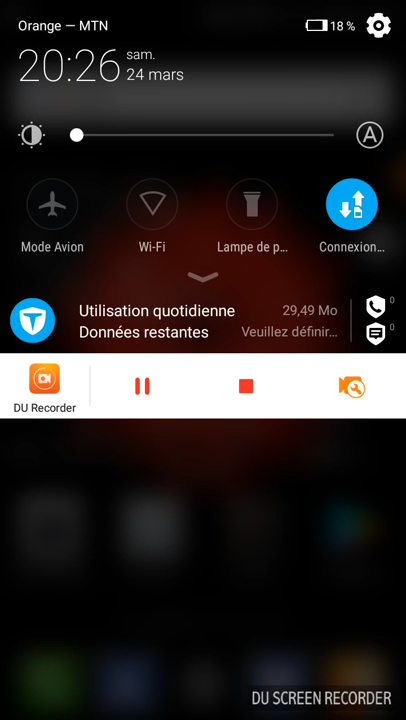 Orange — MTN
18 %
20:26
sam.
24 mars
A
Mode Avion
Wi-Fi
Lampe de p...
Connexion...
Utilisation quotidienne 29,49 Mo
0
Données restantes Veuillez définir...
0
DU Recorder
DU SCREEN RECORDER